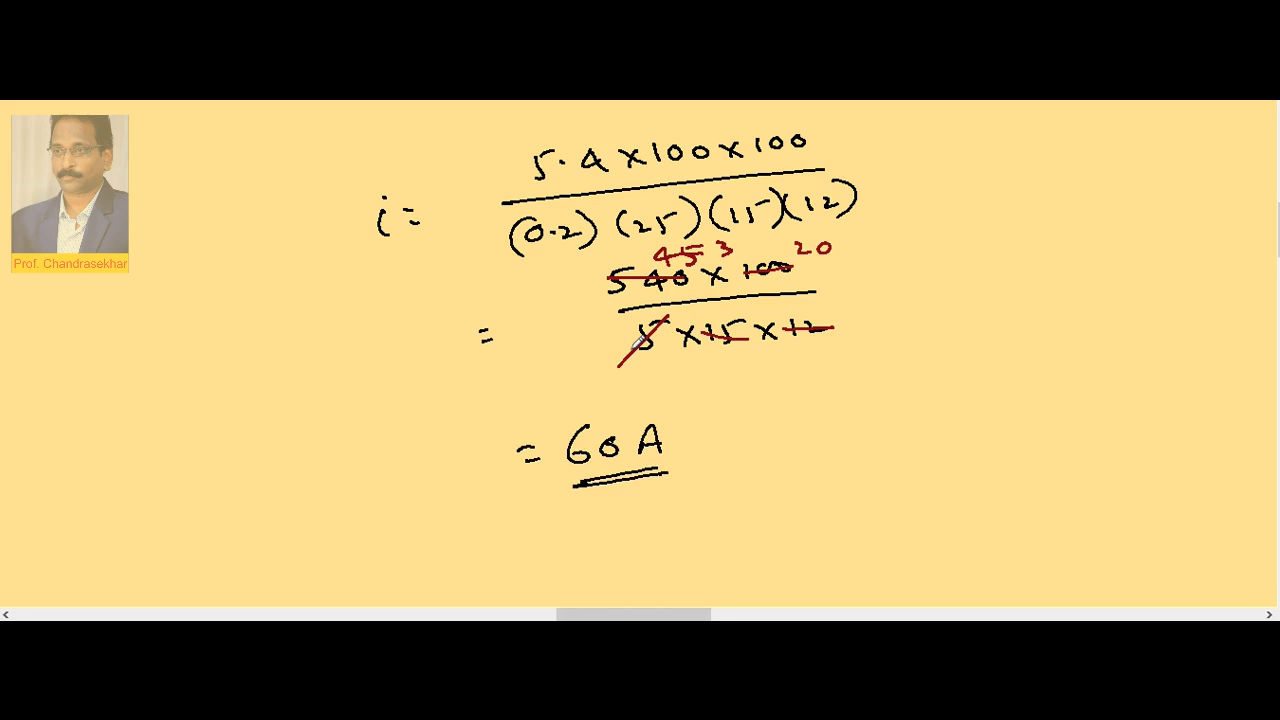 5.4 x 100 x 100
i =
(0.2) (25) (15)(12)
45 3 20
540 x 100
=
5 x 15 x 12
= 60 A
Prof. Chandrasekhar